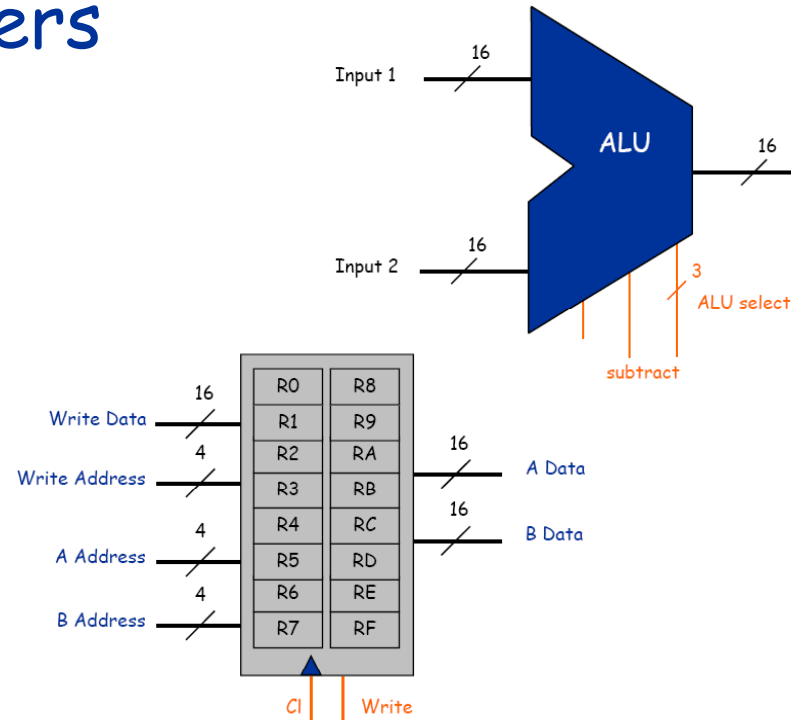 ers
16
Input 1
ALU
16
16
Input 2
3
ALU select
subtract
R0 R8
16
Write Data
R1 R9
4
R2 RA
16
A Data
Write Address
R3 RB
16
4
R4 RC
B Data
A Address
R5 RD
4
R6 RE
B Address
R7 RF
Cl Write